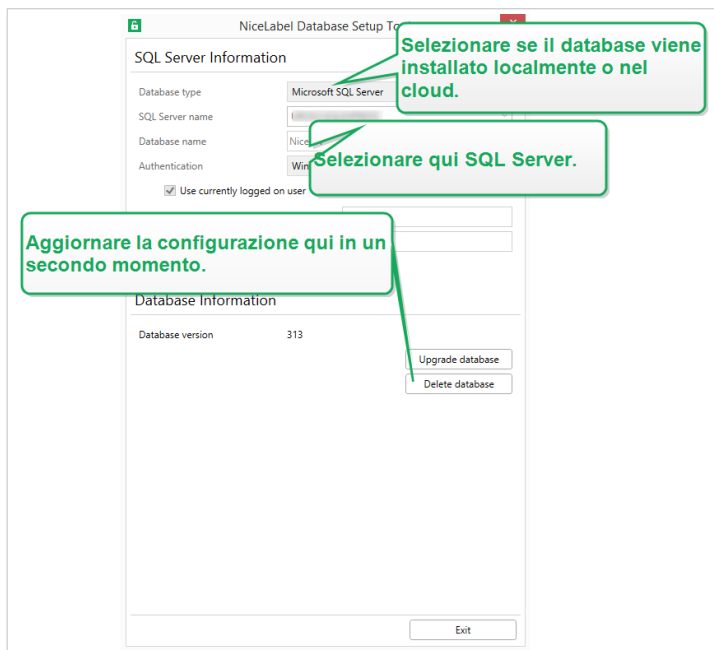 NiceLabel Database Setup
Selezionare se il database viene
installato localmente o nel
cloud.
SQL Server Information
Database type
Microsoft SQL Server
SQL Server name
Database name
Selezionare qui SQL Server.
Authentication
Use currently logged on user
Aggiornare la configurazione qui in un
secondo momento.
Database Information
Database version
313
Upgrade database
Delete database
Exit